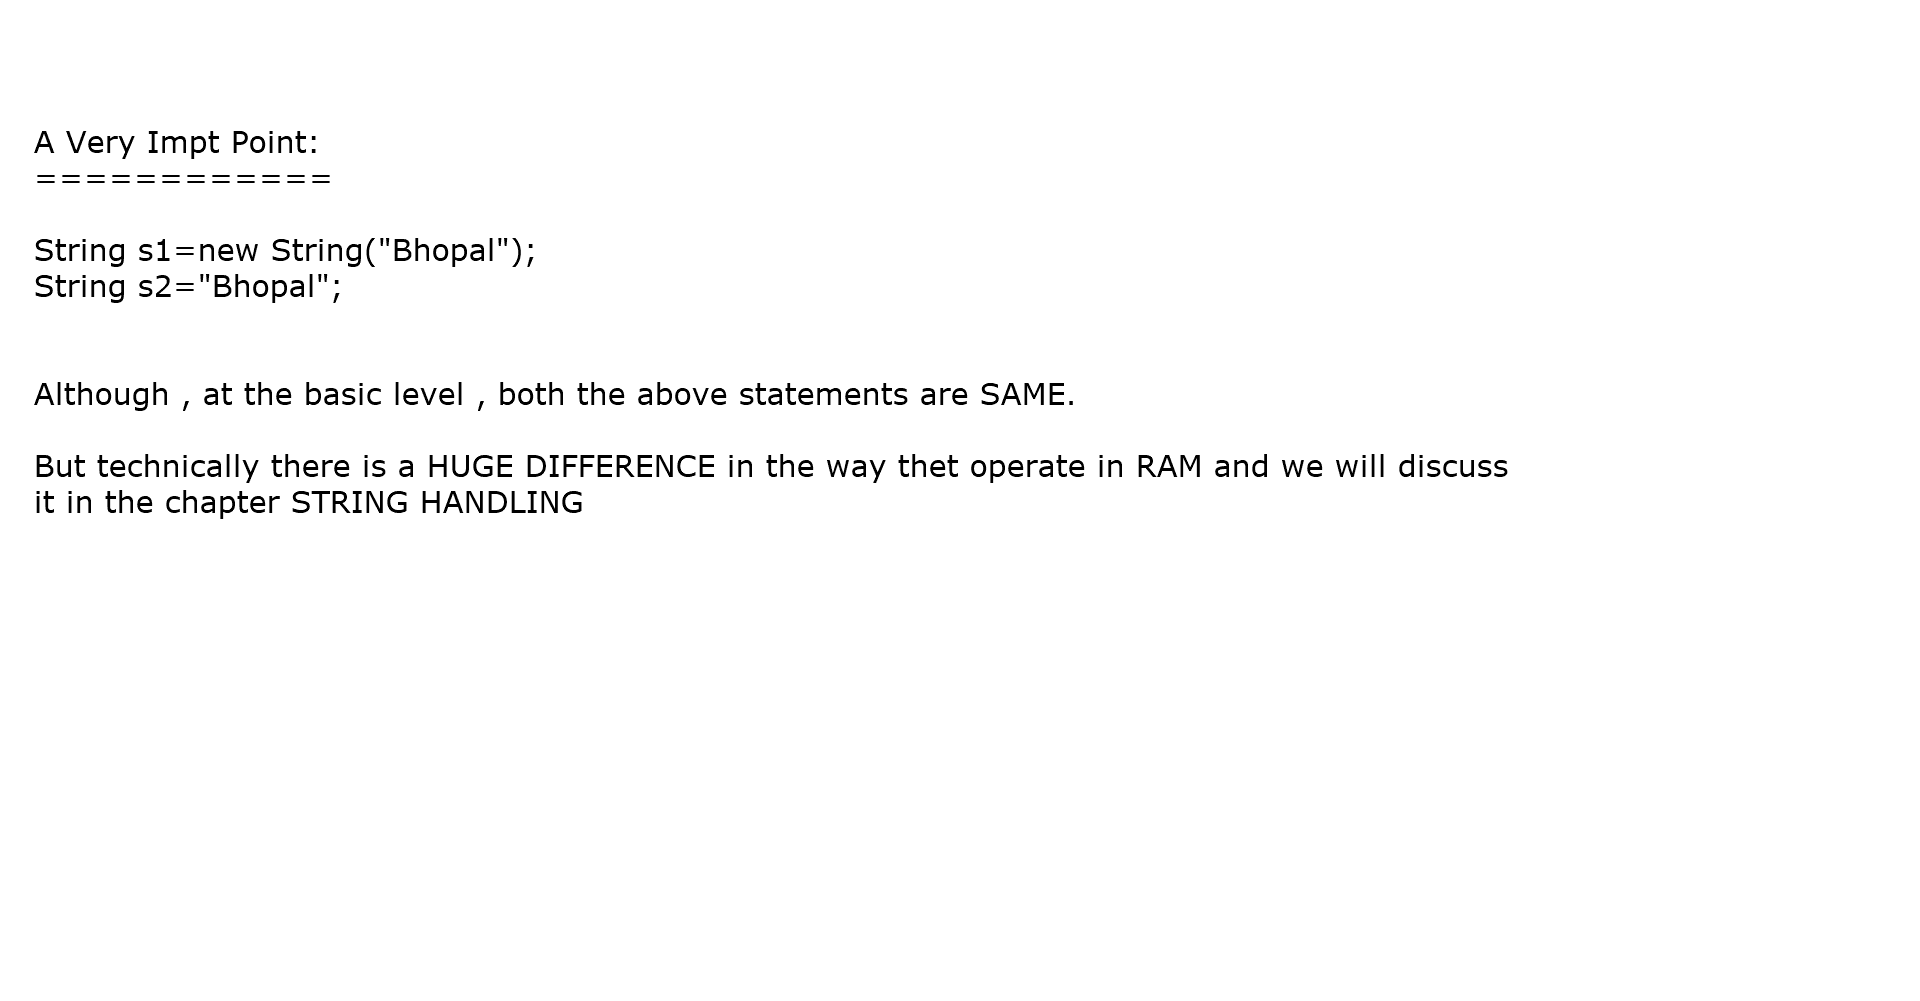 A Very Impt Point:
============
String s1=new String("Bhopal");
String s2="Bhopal";
Although , at the basic level , both the above statements are SAME.
But technically there is a HUGE DIFFERENCE in the way thet operate in RAM and we will discuss
it in the chapter STRING HANDLING